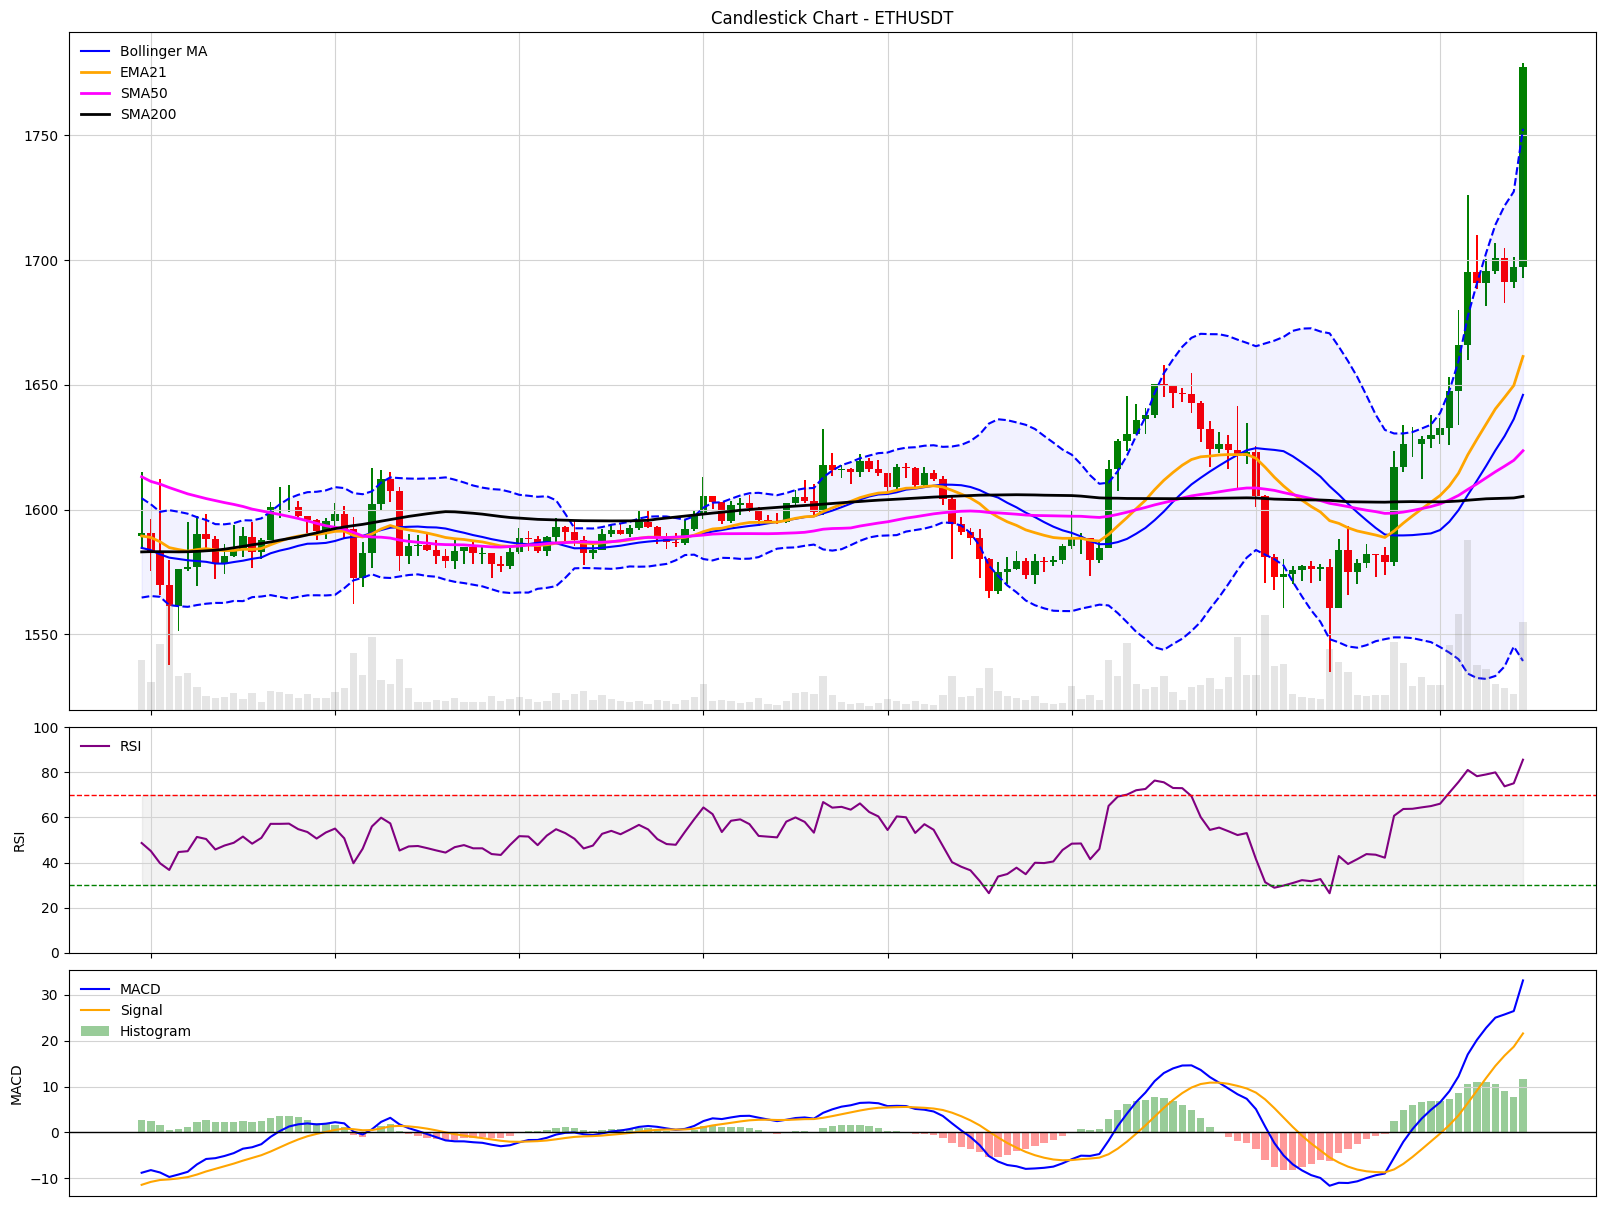 Candlestick Chart - ETHUSDT
Bollinger MA
EMA21
SMA50
SMA200
1750
1700
1650
1600
1550
RSI
RSI
100
80
60
40
20
0
MACD
Signal
Histogram
MACD
30
20
10
0
−10